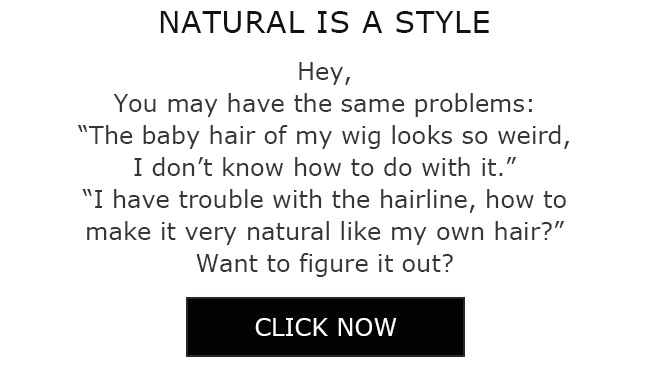 NATURAL IS A STYLE
Hey,
You may have the same problems:
“The baby hair of my wig looks so weird,
I don’t know how to do with it.”
“I have trouble with the hairline, how to
make it very natural like my own hair?”
Want to figure it out?
CLICK NOW